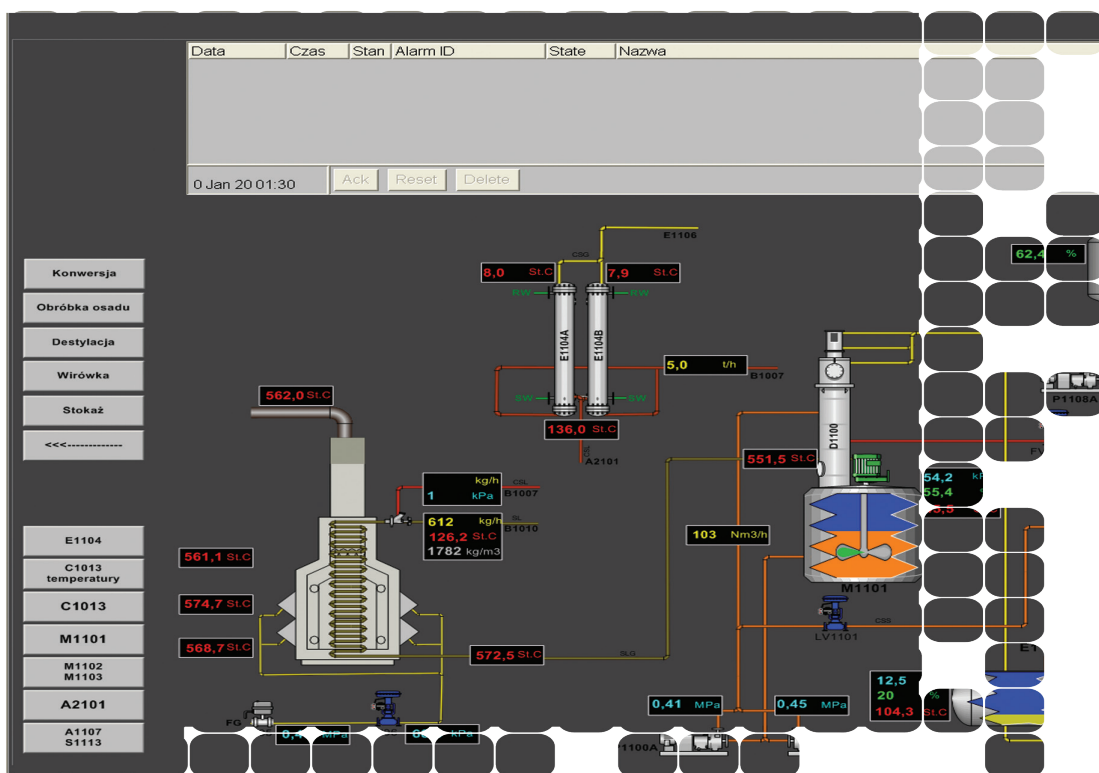 Data Czas Stan Alarm ID State Nazwa
0 Jan 20 01:30 Ack Reset Delete
E1106
CSG
8,0 St.C 7,9 St.C
RW RW
62,4 %
Konwersja
Obróbka osadu
Destylacja
Wirówka
Stokaż
<<<-------------
E1104A E1104B
5,0 t/h
B1007
SW SW
136,0 St.C
CSL
A2101
562,0 St.C
P1108A
D1100
551,5 St.C
kg/h CSL
1 kPa B1007
612 kg/h SL
B1010
126,2 St.C
1782 kg/m3
54,2
55,4
103 Nm3/h
M1101
LV1101
CSS
E1104
C1013
temperatury
C1013
M1101
M1102
M1103
A2101
A1107
S1113
561,1 St.C
574,7 St.C
568,7 St.C
572,5 St.C
SLG
12,5
20 %
104,3 St.C
0,41 MPa 0,45 MPa
FG
MPa kPa